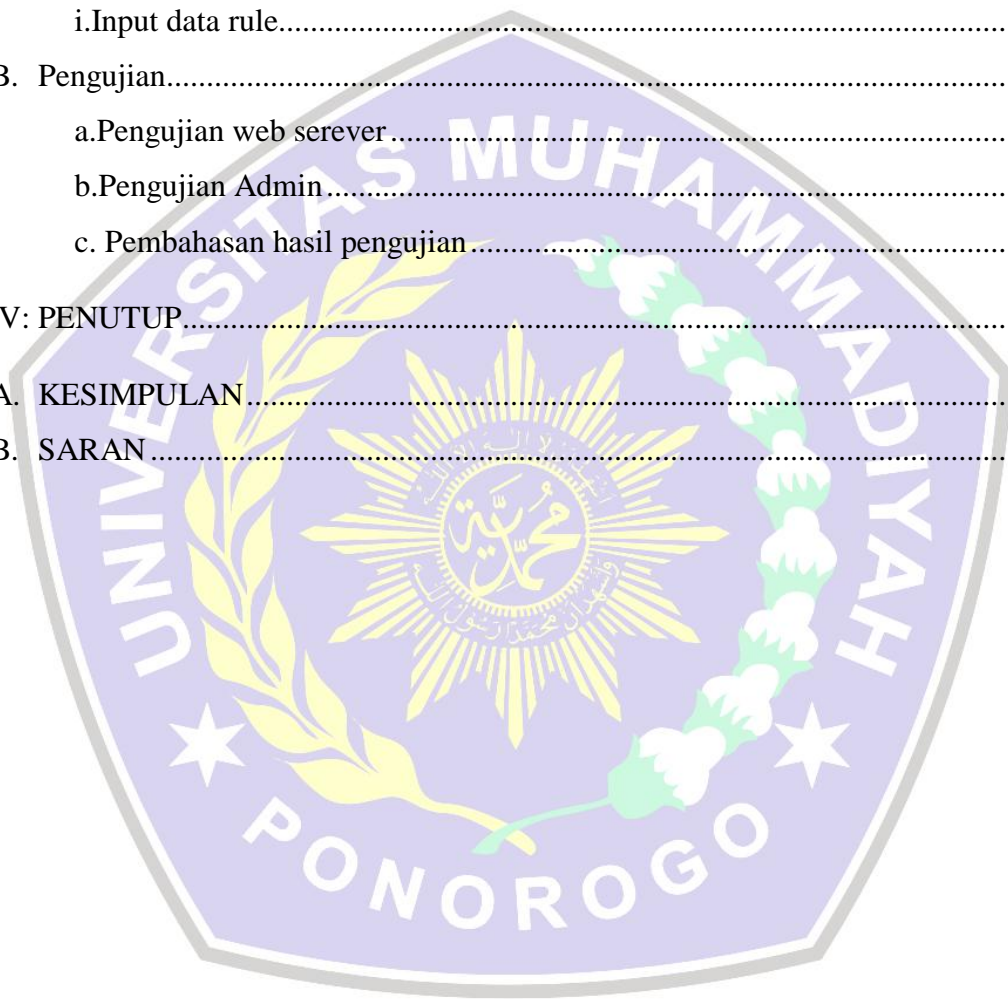 i.Input data rule............................................................................................
B. Pengujian............................................................................................................
a.Pengujian web serever..............................................................................
b.Pengujian Admin.......................................................................................
c. Pembahasan hasil pengujian....................................................................
V: PENUTUP.........................................................................................................
A. KESIMPULAN.................................................................................................
B. SARAN.............................................................................................................
UNIVERSITAS MUHAMMADIYAH
PONOROGO